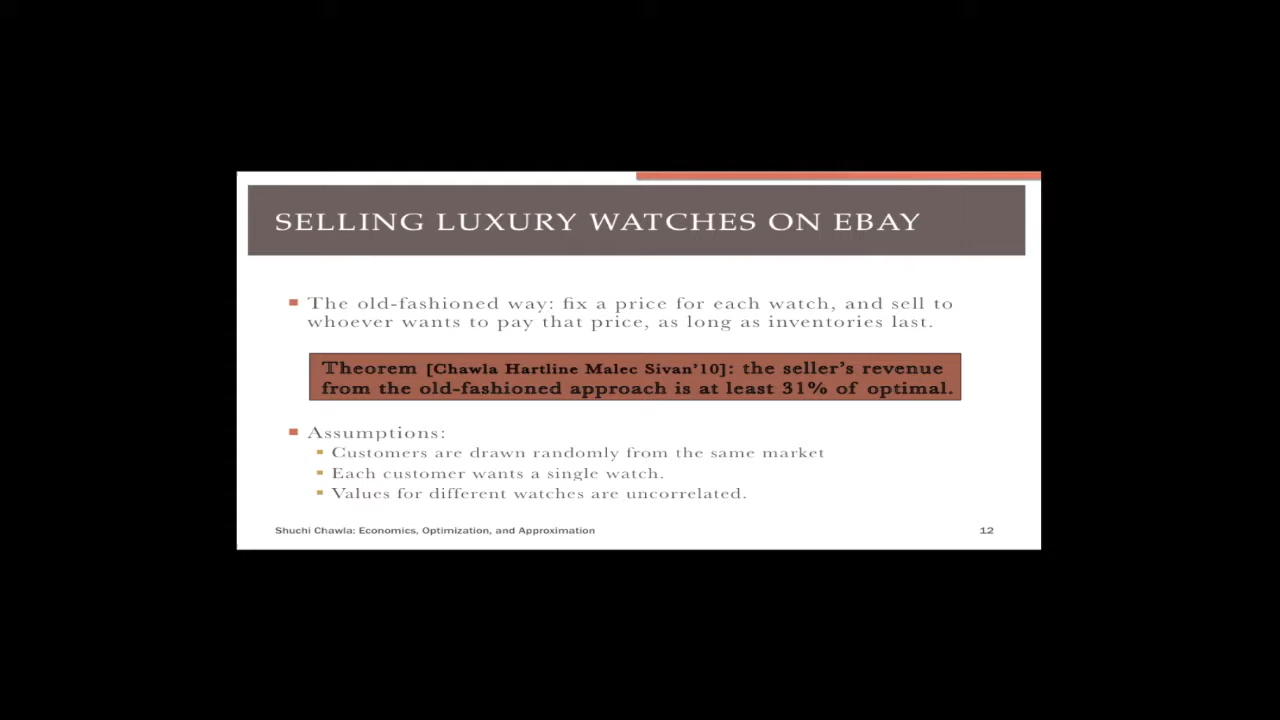 SELLING LUXURY WATCHES ON EBAY
The old-fashioned way: fix a price for each watch, and sell to
whoever wants to pay that price, as long as inventories last.
Theorem [Chawla Hartline Malec Sivan'10]: the seller's revenue
from the old-fashioned approach is at least 31% of optimal.
Assumptions:
Customers are drawn randomly from the same market
Each customer wants a single watch.
Values for different watches are uncorrelated.
Shuchi Chawla: Economics, Optimization, and Approximation 12